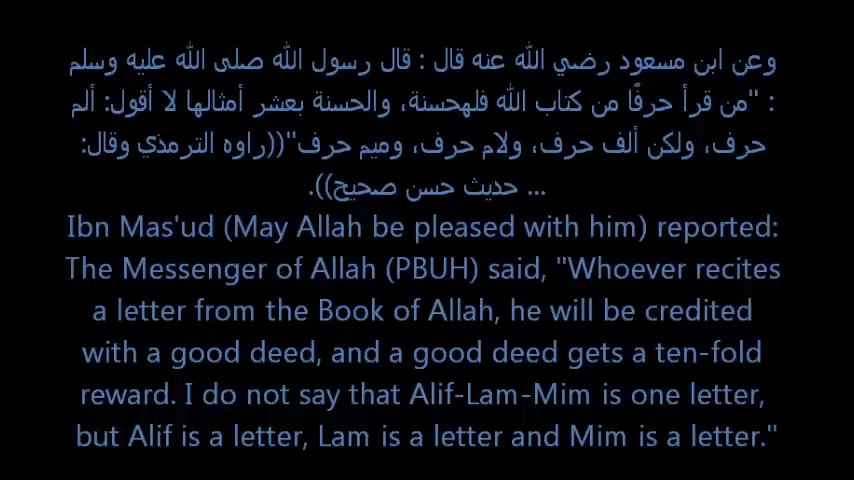 وعن ابن مسعود رضي الله عنه قال : قال رسول الله صلى الله عليه وسلم
: "من قرأ حرفًا من كتاب الله فلهحسنة، والحسنة بعشر أمثالها لا أقول: ألم
حرف، ولكن ألف حرف، ولام حرف، وميم حرف"((راوه الترمذي وقال:
... حديث حسن صحيح)).
Ibn Mas'ud (May Allah be pleased with him) reported:
The Messenger of Allah (PBUH) said, "Whoever recites
a letter from the Book of Allah, he will be credited
with a good deed, and a good deed gets a ten-fold
reward. I do not say that Alif-Lam-Mim is one letter,
but Alif is a letter, Lam is a letter and Mim is a letter."